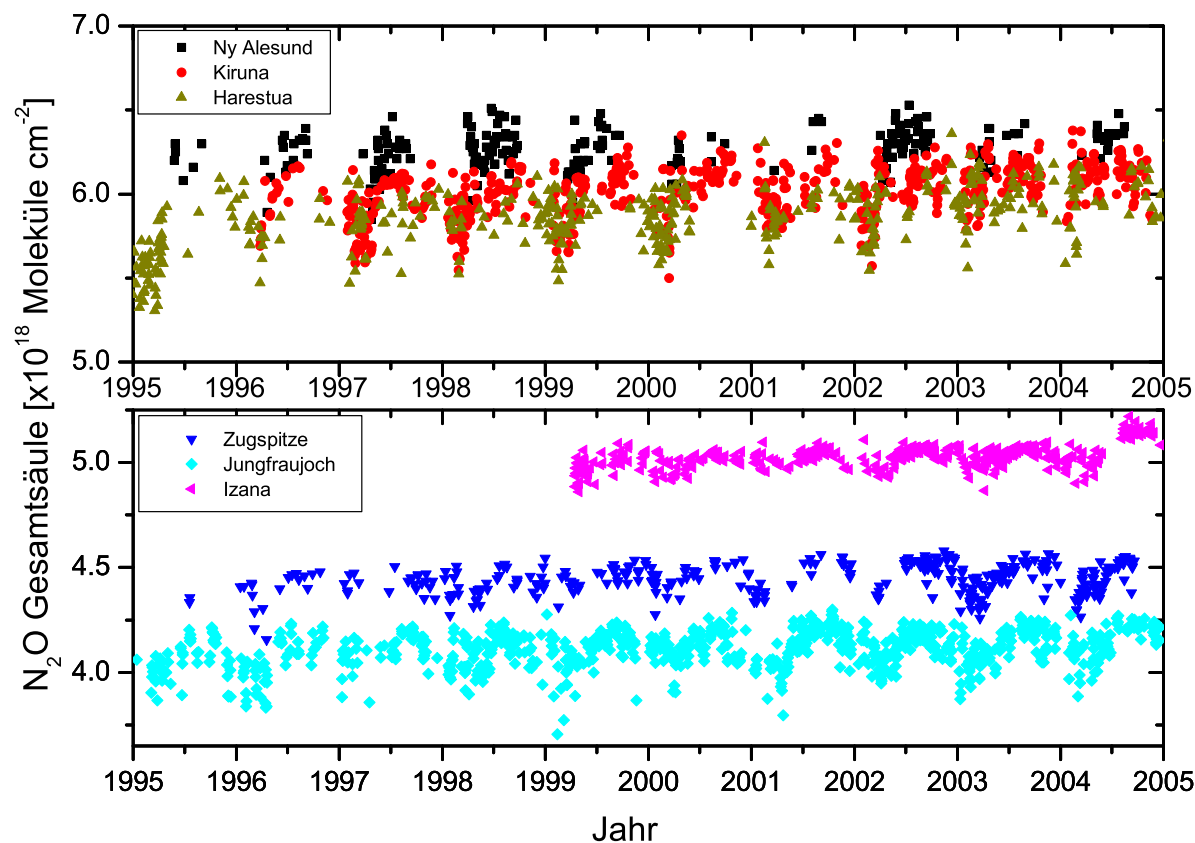 N2O Gesamtsäule [x10^18 Moleküle cm^-2]
7.0
6.0
5.0
Ny Alesund
Kiruna
Harestua
1995 1996 1997 1998 1999 2000 2001 2002 2003 2004 2005
5.0
4.5
4.0
Zugspitze
Jungfraujoch
Izana
1995 1996 1997 1998 1999 2000 2001 2002 2003 2004 2005
Jahr